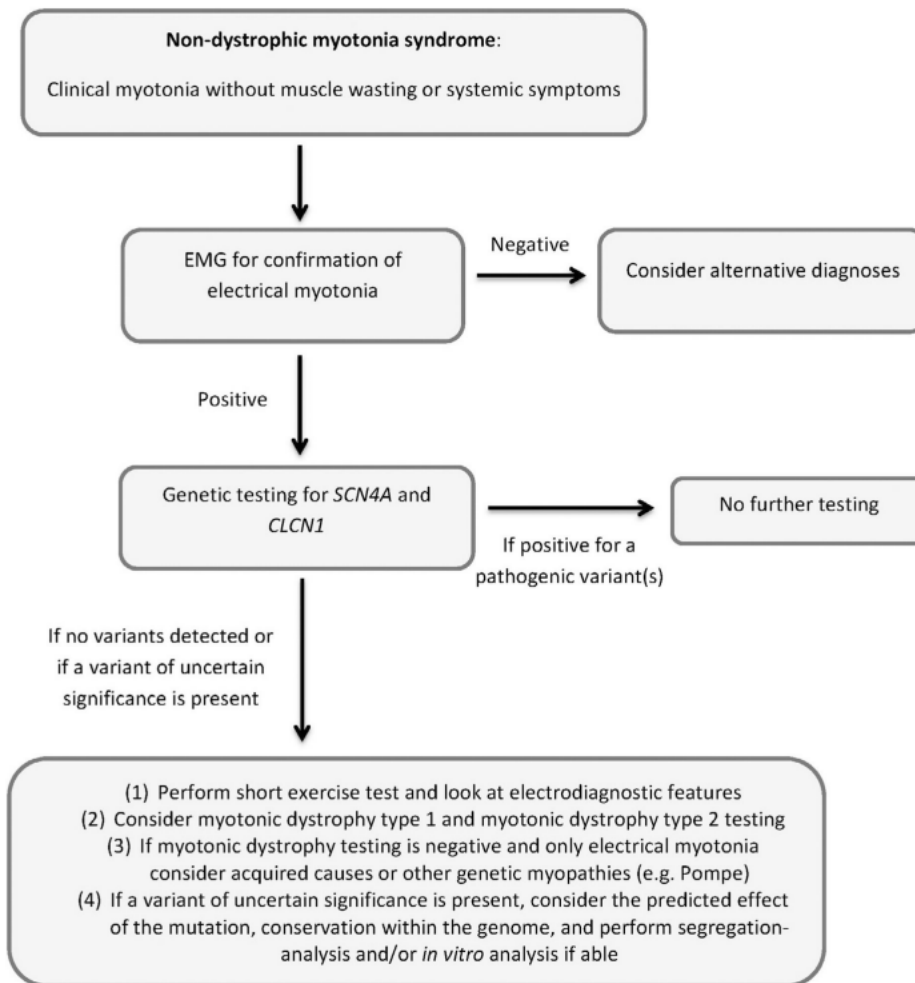 Non-dystrophic myotonia syndrome:
Clinical myotonia without muscle wasting or systemic symptoms
EMG for confirmation of
electrical myotonia
Negative
Consider alternative diagnoses
Positive
Genetic testing for SCN4A and
CLCN1
No further testing
If positive for a
pathogenic variant(s)
If no variants detected or
if a variant of uncertain
significance is present
(1) Perform short exercise test and look at electrodiagnostic features
(2) Consider myotonic dystrophy type 1 and myotonic dystrophy type 2 testing
(3) If myotonic dystrophy testing is negative and only electrical myotonia
consider acquired causes or other genetic myopathies (e.g. Pompe)
(4) If a variant of uncertain significance is present, consider the predicted effect
of the mutation, conservation within the genome, and perform segregation-
analysis and/or in vitro analysis if able